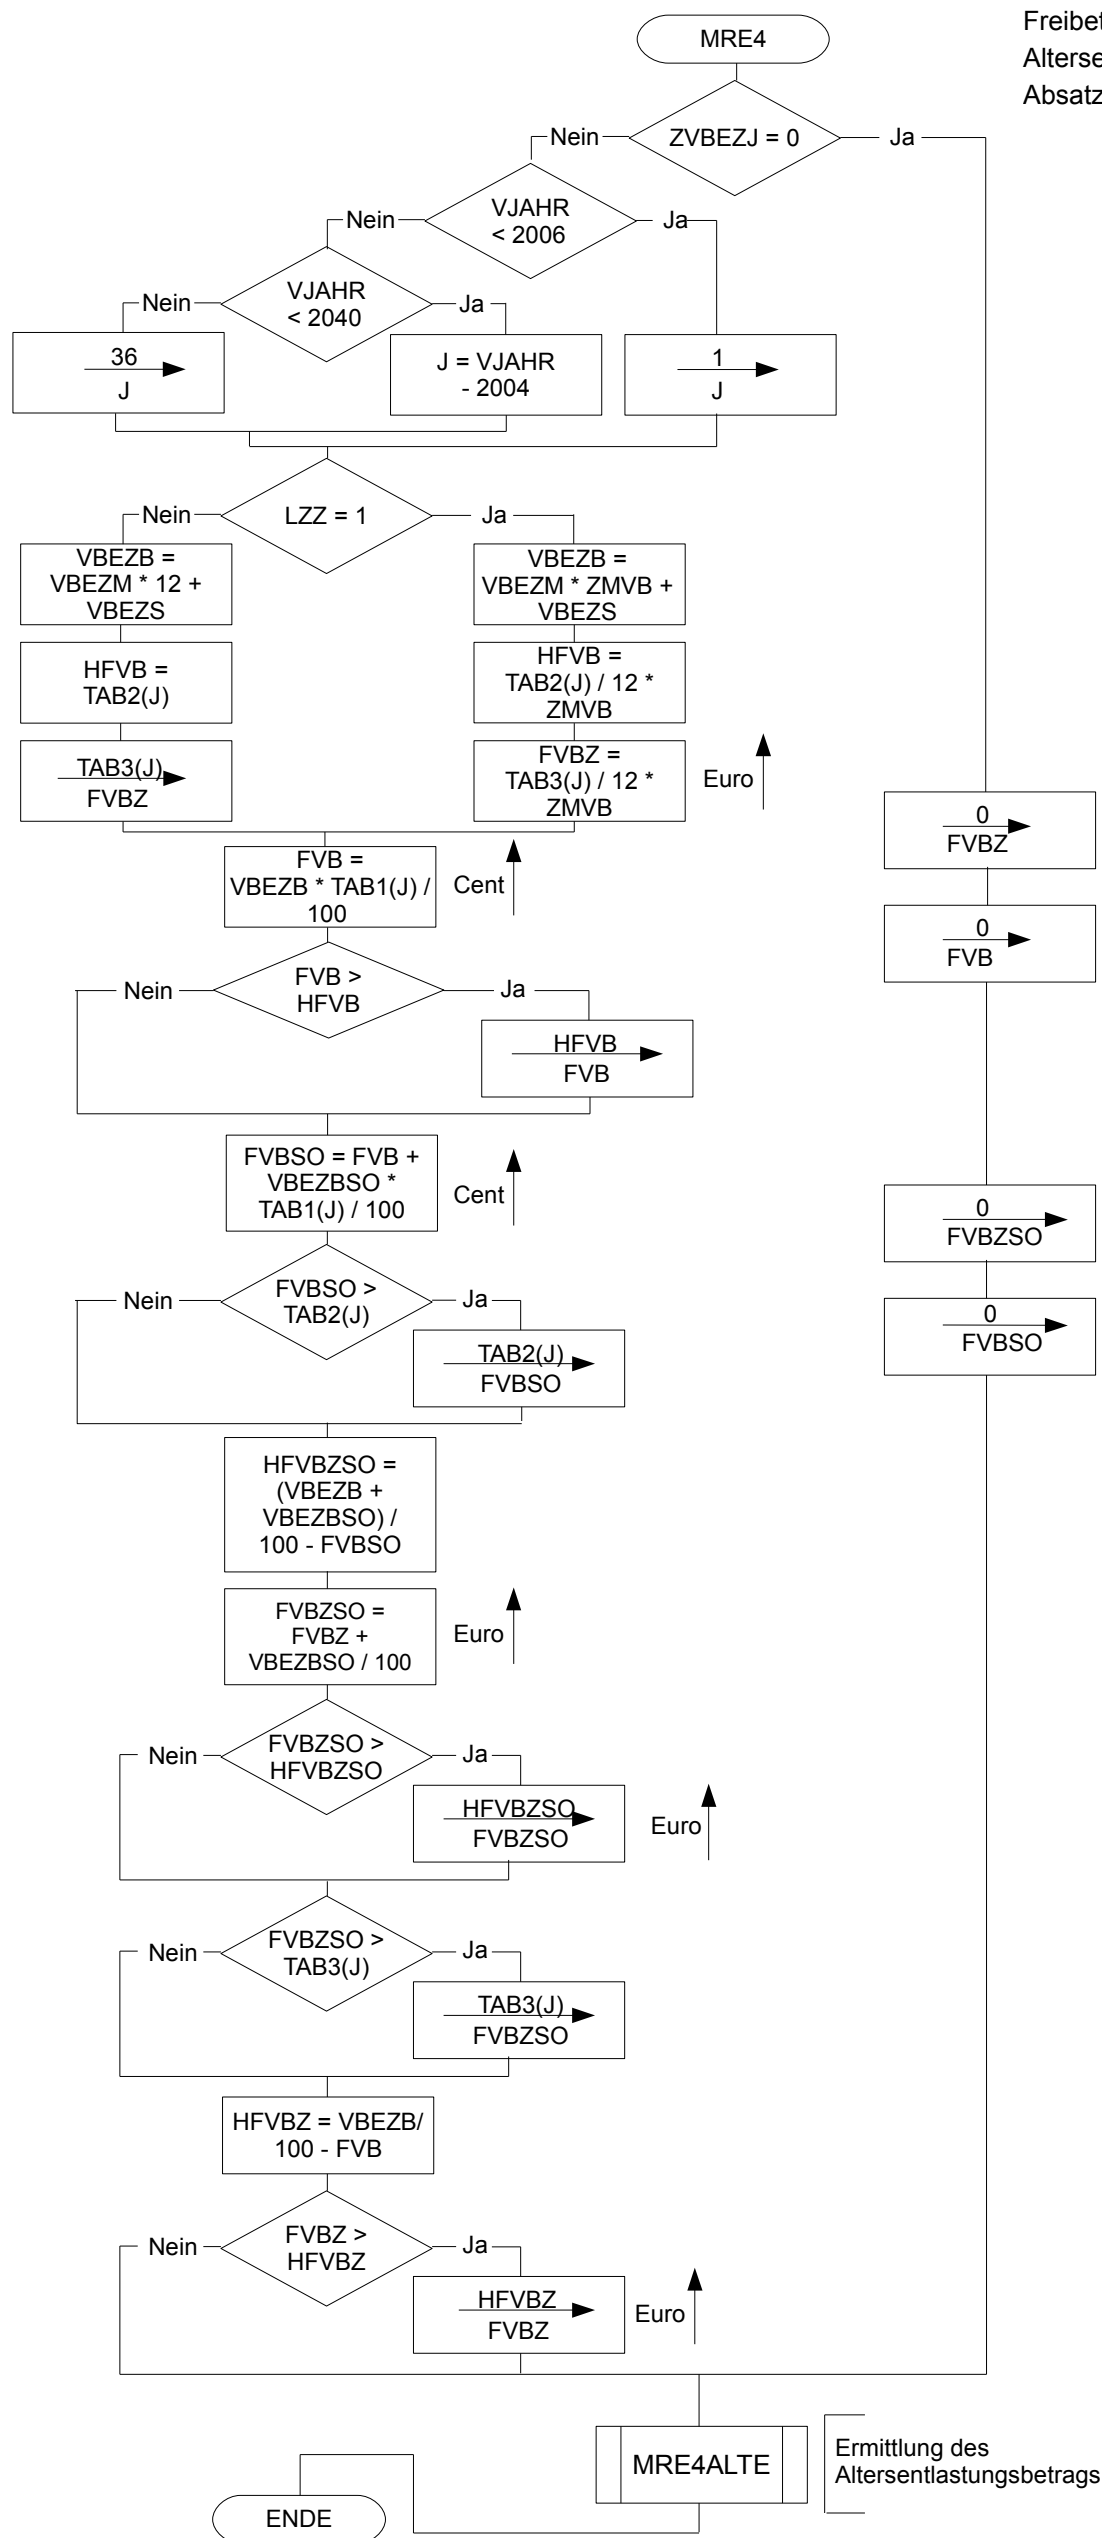 Freibet
Alterse
Absatz
MRE4
ZVBEZJ = 0
Nein
Ja
VJAHR
< 2006
Nein
Ja
VJAHR
< 2040
Nein
Ja
36
J
J = VJAHR
- 2004
1
J
LZZ = 1
Nein
Ja
VBEZB =
VBEZM * 12 +
VBEZS
VBEZB =
VBEZM * ZMVB +
VBEZS
HFVB =
TAB2(J)
HFVB =
TAB2(J) / 12 *
ZMVB
TAB3(J)
FVBZ
FVBZ =
TAB3(J) / 12 *
ZMVB
Euro
0
FVBZ
FVB =
VBEZB * TAB1(J) /
100
Cent
0
FVB
FVB >
HFVB
Nein
Ja
HFVB
FVB
FVBSO = FVB +
VBEZBSO *
TAB1(J) / 100
Cent
0
FVBZSO
FVBSO >
TAB2(J)
Nein
Ja
0
FVBSO
TAB2(J)
FVBSO
HFVBZSO =
(VBEZB +
VBEZBSO) /
100 - FVBSO
FVBZSO =
FVBZ +
VBEZBSO / 100
Euro
FVBZSO >
HFVBZSO
Nein
Ja
HFVBZSO
FVBZSO
Euro
FVBZSO >
TAB3(J)
Nein
Ja
TAB3(J)
FVBZSO
HFVBZ = VBEZB/
100 - FVB
FVBZ >
HFVBZ
Nein
Ja
HFVBZ
FVBZ
Euro
MRE4ALTE
Ermittlung des
Altersentlastungsbetrags
ENDE